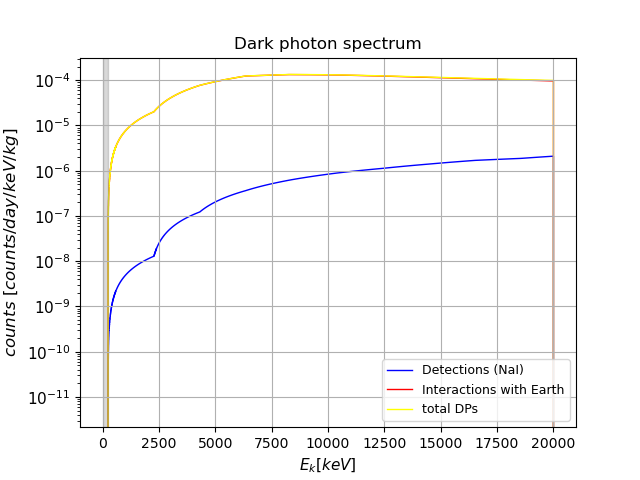 Dark photon spectrum
counts [counts/day/keV/kg]
10⁻⁴
10⁻⁵
10⁻⁶
10⁻⁷
10⁻⁸
10⁻⁹
10⁻¹⁰
10⁻¹¹
Detections (NaI)
Interactions with Earth
total DPs
0 2500 5000 7500 10000 12500 15000 17500 20000
Eₖ[keV]